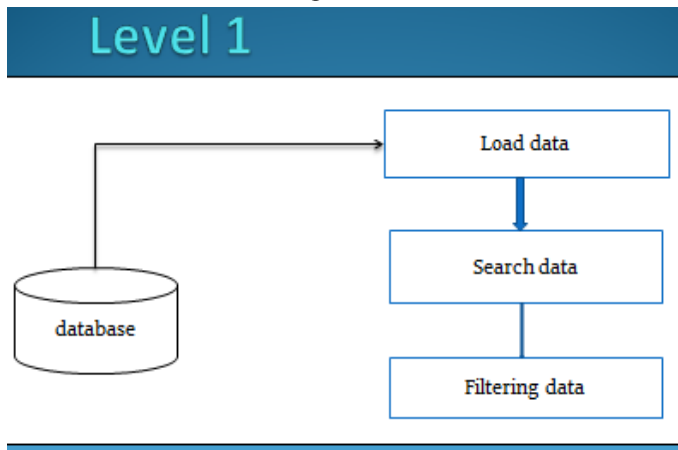 Level 1
Load data
Search data
database
Filtering data